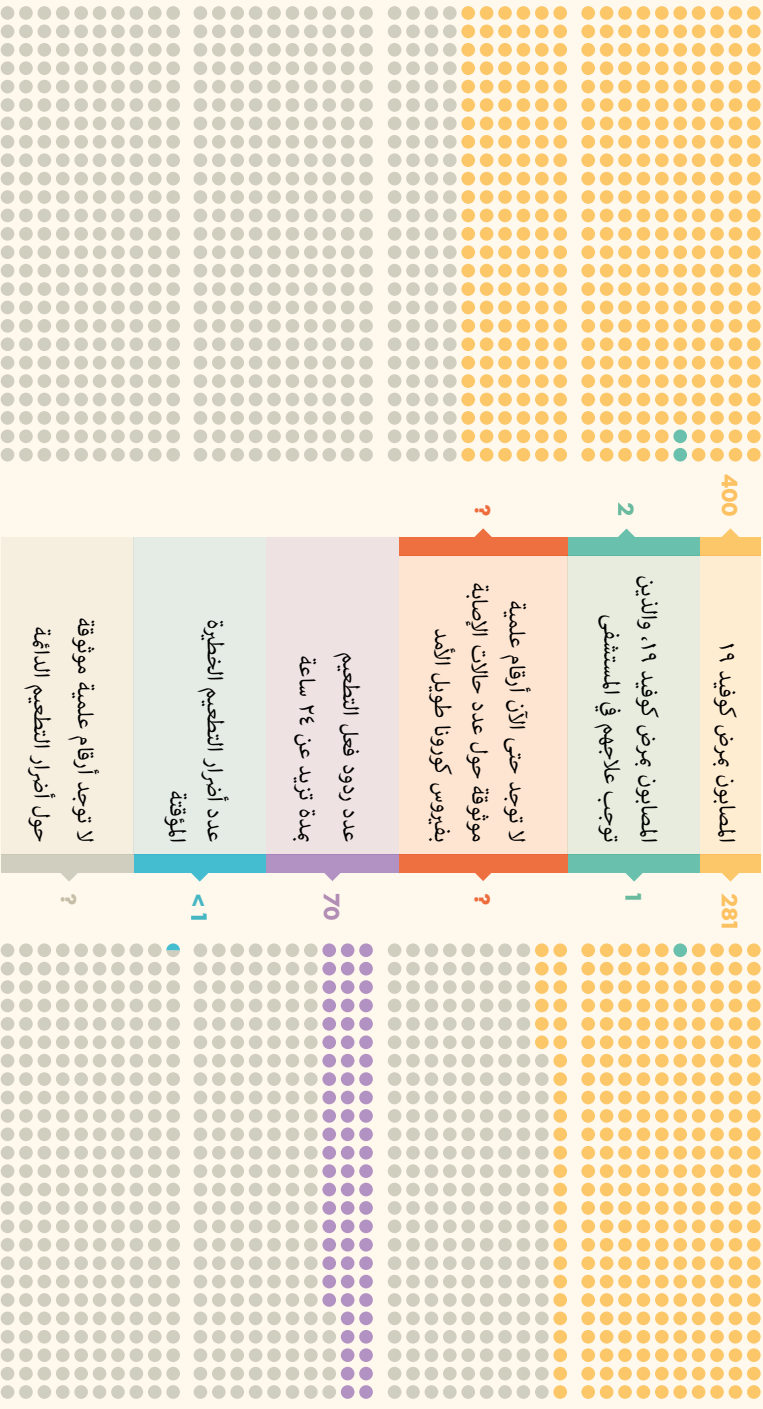 281
المصابون بمرض كوفيد ١٩
400
1
المصابون بمرض كوفيد ١٩، والذين
توجب علاجهم في المستشفى
2
؟
لا توجد حتى الآن أرقام علمية
موثوقة حول عدد حالات الإصابة
بفيروس كورونا طويل الأمد
؟
70
عدد ردود فعل التطعيم
بمدة تزيد عن ٢٤ ساعة
<1
عدد أضرار التطعيم الخطيرة
المؤقتة
؟
لا توجد أرقام علمية موثوقة
حول أضرار التطعيم الدائمة